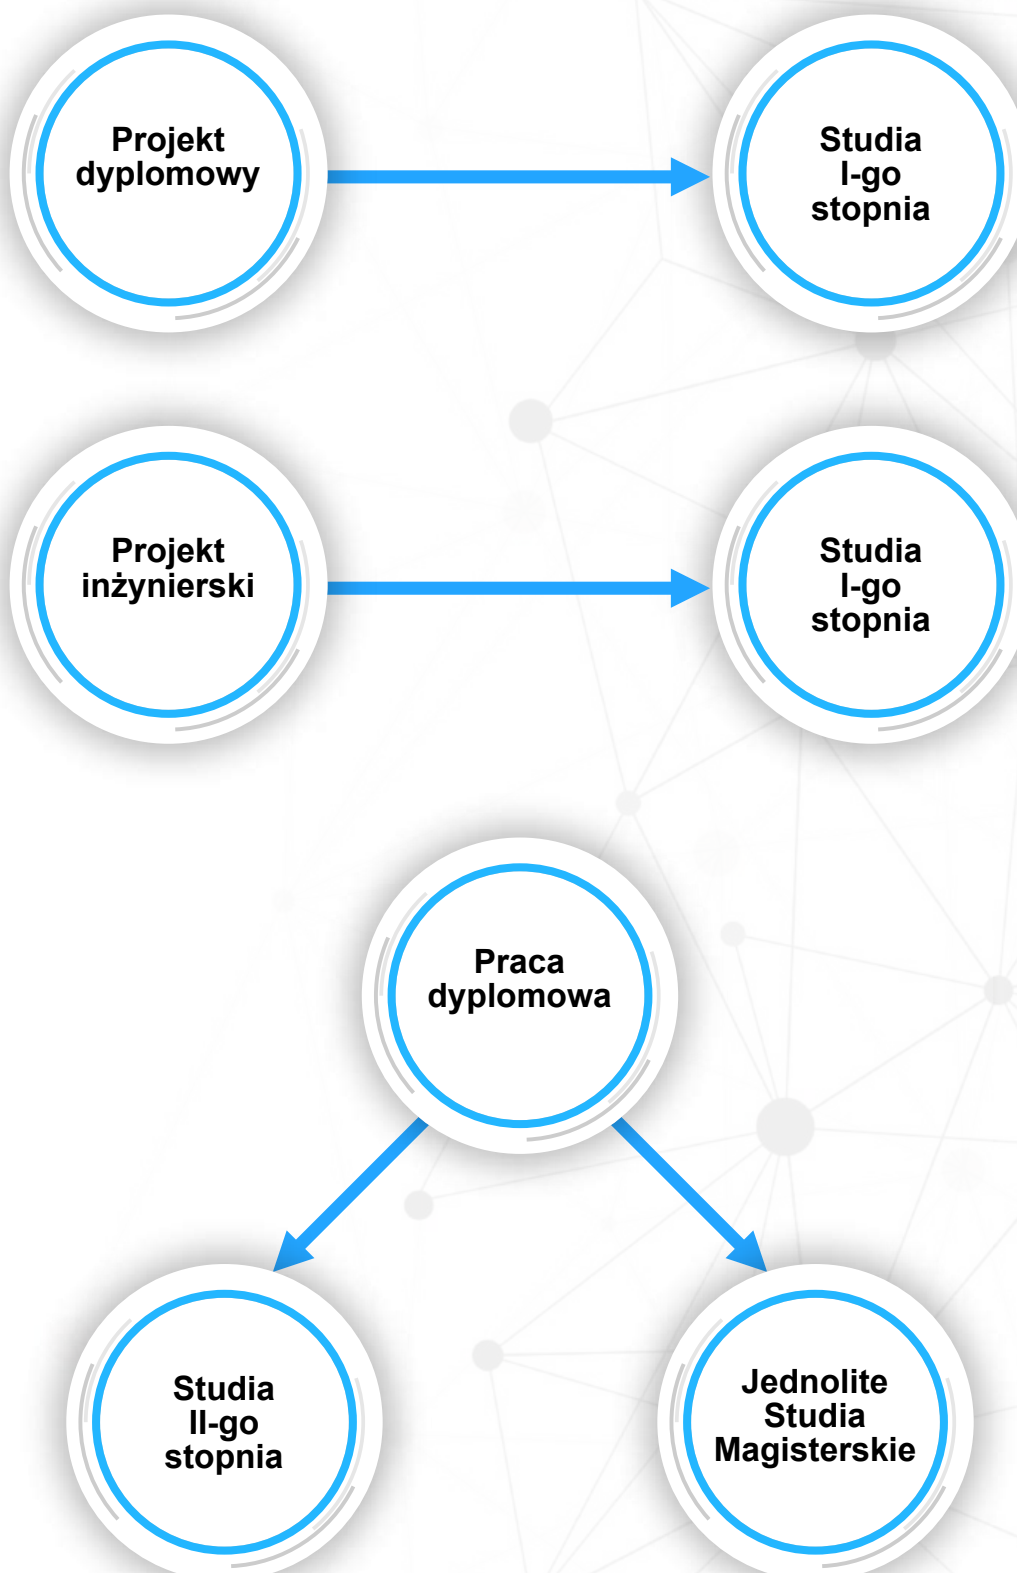 Projekt
dyplomowy
Studia
I-go
stopnia
Projekt
inżynierski
Studia
I-go
stopnia
Praca
dyplomowa
Studia
II-go
stopnia
Jednolite
Studia
Magisterskie